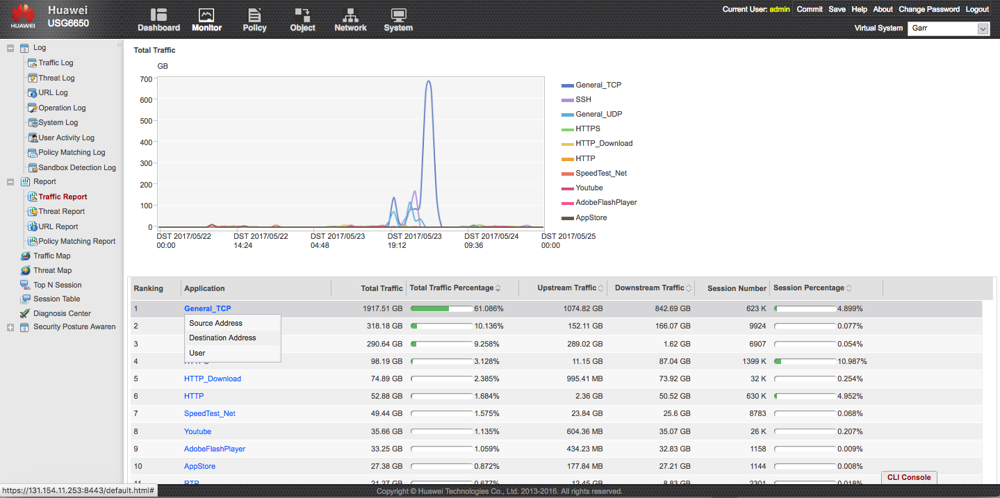 HUAWEI
Huawei
USG6650
Dashboard Monitor Policy Object Network System
Current User: admin Commit Save Help About Change Password Logout
Virtual System Garr
Log
Traffic Log
Threat Log
URL Log
Operation Log
System Log
User Activity Log
Policy Matching Log
Sandbox Detection Log
Report
Traffic Report
Threat Report
URL Report
Policy Matching Report
Traffic Map
Threat Map
Top N Session
Session Table
Diagnosis Center
Security Posture Awaren
Total Traffic
GB
700
600
500
400
300
200
100
0
DST 2017/05/22 DST 2017/05/22 DST 2017/05/23 DST 2017/05/23 DST 2017/05/24 DST 2017/05/25
00:00 14:24 04:48 19:12 09:36 00:00
General_TCP
SSH
General_UDP
HTTPS
HTTP_Download
HTTP
SpeedTest_Net
Youtube
AdobeFlashPlayer
AppStore
Ranking Application Total Traffic Total Traffic Percentage Upstream Traffic Downstream Traffic Session Number Session Percentage
1 General_TCP 1917.51 GB 61.086% 1074.82 GB 842.69 GB 623 K 4.899%
Source Address
Destination Address
User
2 318.18 GB 10.136% 152.11 GB 166.07 GB 9924 0.077%
3 290.64 GB 9.258% 289.02 GB 1.62 GB 6907 0.054%
4 HTTPS 98.19 GB 3.128% 11.15 GB 87.04 GB 1399 K 10.987%
5 HTTP_Download 74.89 GB 2.385% 995.41 MB 73.92 GB 32 K 0.254%
6 HTTP 52.88 GB 1.684% 2.36 GB 50.52 GB 630 K 4.952%
7 SpeedTest_Net 49.44 GB 1.575% 23.84 GB 25.6 GB 8783 0.068%
8 Youtube 35.66 GB 1.135% 604.36 MB 35.07 GB 26 K 0.207%
9 AdobeFlashPlayer 33.25 GB 1.059% 434.23 MB 32.83 GB 1158 0.009%
10 AppStore 27.38 GB 0.872% 177.84 MB 27.21 GB 1144 0.008%
11 RTP 21.27 GB 0.677% 12.45 GB 8.83 GB 2301 0.018%
CLI Console
https://131.154.11.253:8443/default.html#
Copyright © Huawei Technologies Co., Ltd. 2013-2016. All rights reserved.